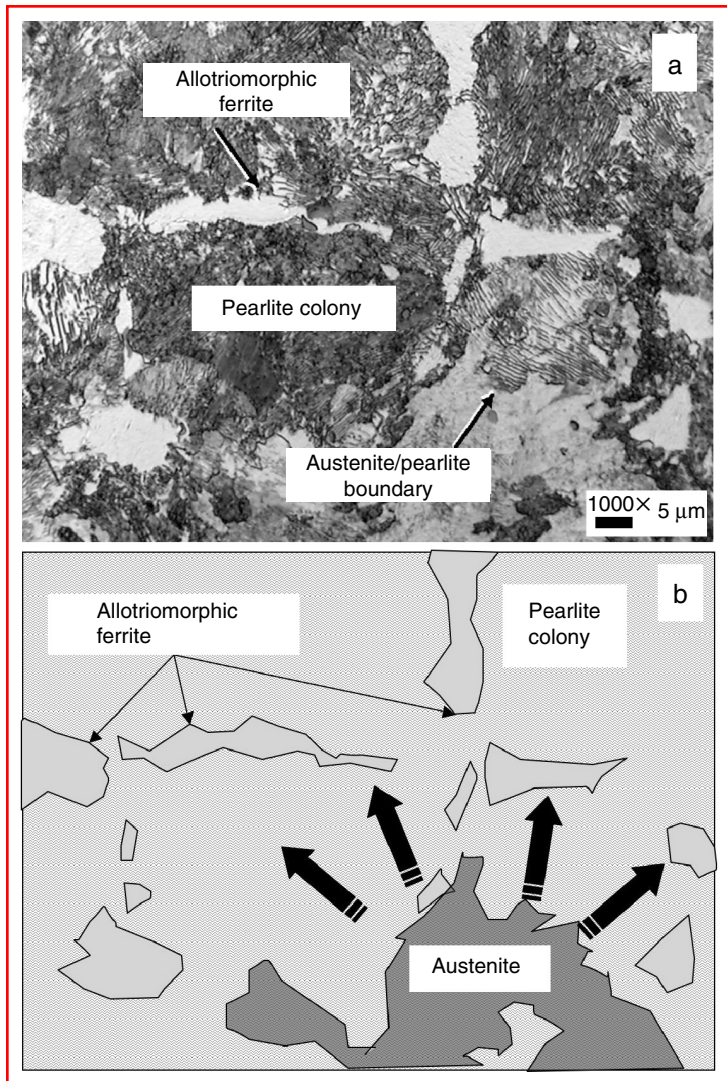 a
Allotriomorphic
ferrite
Pearlite colony
Austenite/pearlite
boundary
1000× 5 μm
b
Allotriomorphic
ferrite
Pearlite
colony
Austenite